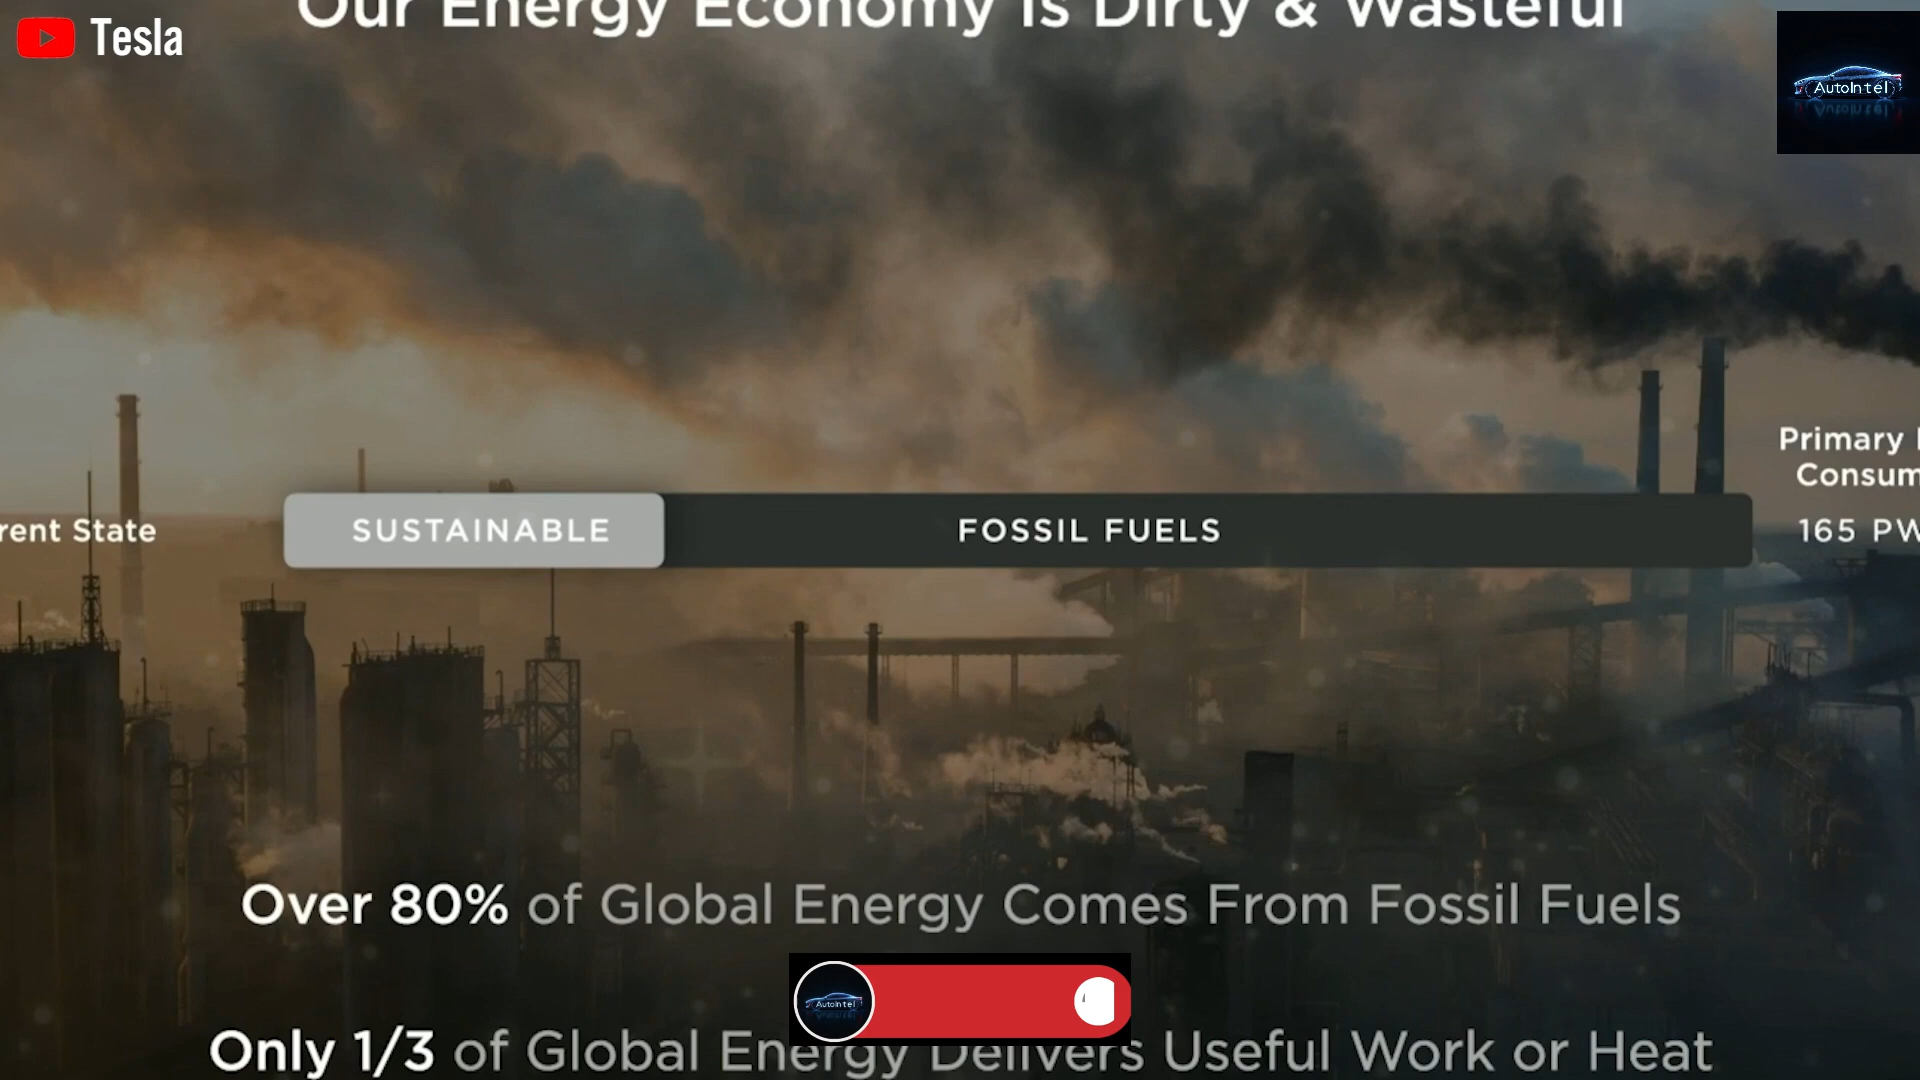 Our Energy Economy is Dirty & Wasteful
Tesla
AutoIntel
Primary
Consum
rent State
SUSTAINABLE
FOSSIL FUELS
165 PW
Over 80% of Global Energy Comes From Fossil Fuels
AutoIntel
Only 1/3 of Global Energy Delivers Useful Work or Heat